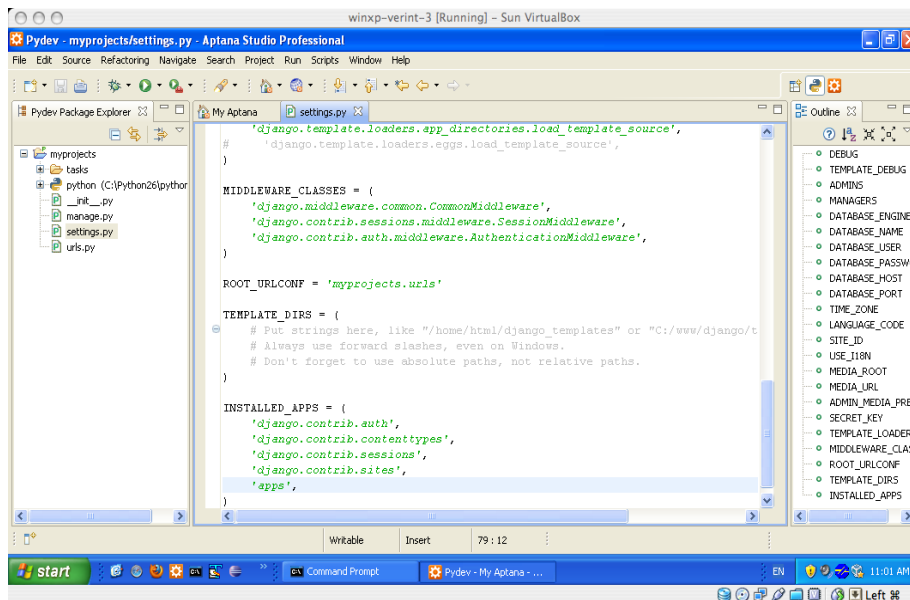 winxp-verint-3 [Running] - Sun VirtualBox
Pydev - myprojects/settings.py - Aptana Studio Professional
File Edit Source Refactoring Navigate Search Project Run Scripts Window Help
Pydev Package Explorer
My Aptana
settings.py
Outline
myprojects
tasks
python (C:\Python26\python
__init__.py
manage.py
settings.py
urls.py
'django.template.loaders.app_directories.load_template_source',
#     'django.template.loaders.eggs.load_template_source',
)
MIDDLEWARE_CLASSES = (
'django.middleware.common.CommonMiddleware',
'django.contrib.sessions.middleware.SessionMiddleware',
'django.contrib.auth.middleware.AuthenticationMiddleware',
)
ROOT_URLCONF = 'myprojects.urls'
TEMPLATE_DIRS = (
# Put strings here, like "/home/html/django_templates" or "C:/www/django/t
# Always use forward slashes, even on Windows.
# Don't forget to use absolute paths, not relative paths.
)
INSTALLED_APPS = (
'django.contrib.auth',
'django.contrib.contenttypes',
'django.contrib.sessions',
'django.contrib.sites',
'apps',
)
DEBUG
TEMPLATE_DEBUG
ADMINS
MANAGERS
DATABASE_ENGINE
DATABASE_NAME
DATABASE_USER
DATABASE_PASSW
DATABASE_HOST
DATABASE_PORT
TIME_ZONE
LANGUAGE_CODE
SITE_ID
USE_I18N
MEDIA_ROOT
MEDIA_URL
ADMIN_MEDIA_PRE
SECRET_KEY
TEMPLATE_LOADER
MIDDLEWARE_CLAS
ROOT_URLCONF
TEMPLATE_DIRS
INSTALLED_APPS
Writable Insert 79 : 12
start
Command Prompt
Pydev - My Aptana - ...
EN
11:01 AM
Left ⌘